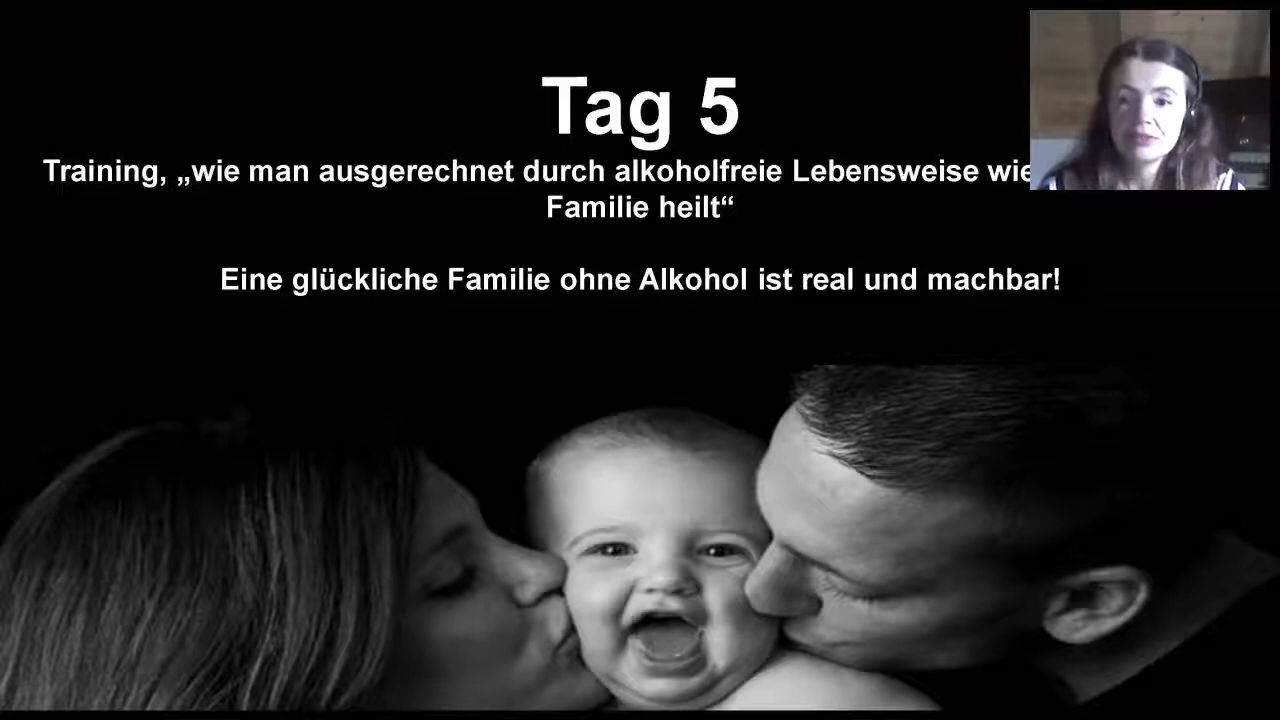 Tag 5
Training, „wie man ausgerechnet durch alkoholfreie Lebensweise
Familie heilt“
Eine glückliche Familie ohne Alkohol ist real und machbar!